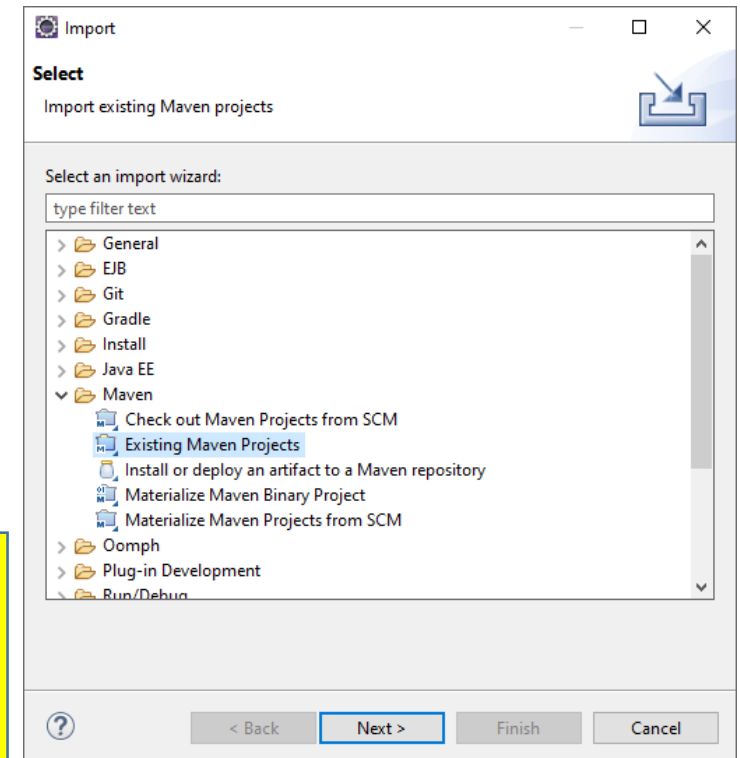 Import
Select
Import existing Maven projects
Select an import wizard:
type filter text
General
EJB
Git
Gradle
Install
Java EE
Maven
Check out Maven Projects from SCM
Existing Maven Projects
Install or deploy an artifact to a Maven repository
Materialize Maven Binary Project
Materialize Maven Projects from SCM
Oomph
Plug-in Development
Run/Debug
< Back Next > Finish Cancel